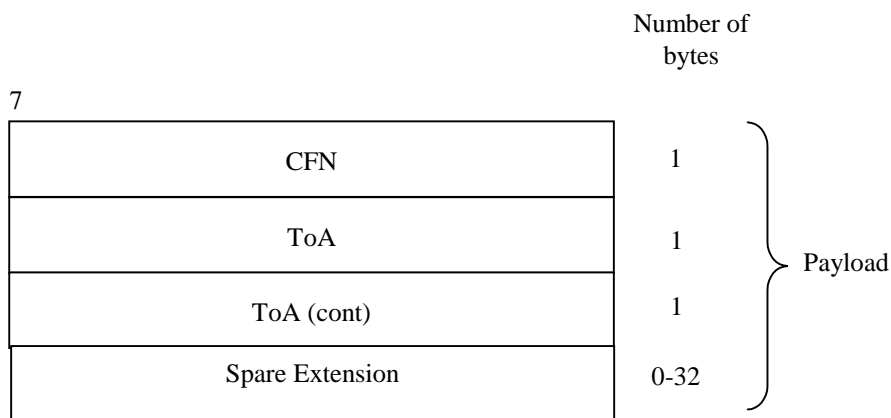 Number of
bytes
7
CFN 1
ToA 1
ToA (cont) 1
Payload
Spare Extension 0-32